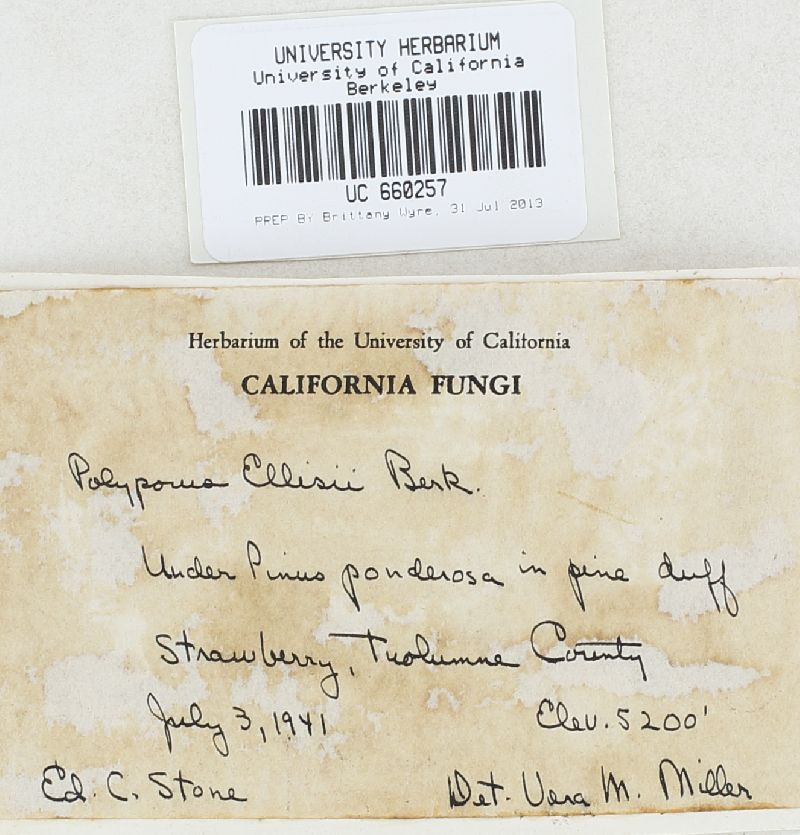 UNIVERSITY HERBARIUM
University of California
Berkeley
UC 660257
PREP BY Brittany Wyre, 31 Jul 2013
Herbarium of the University of California
CALIFORNIA FUNGI
Polyporus Ellisii Berk.
Under Pinus ponderosa in pine duff
Strawberry, Tuolumne County
July 3, 1941 Elev. 5200'
Ed. C. Stone Det. Vera M. Miller